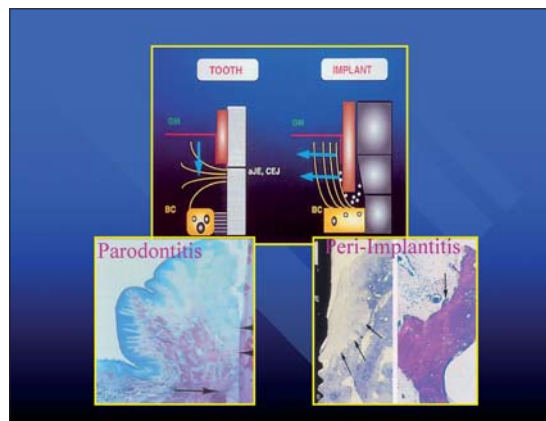 TOOTH
IMPLANT
GM
GM
aJE, CEJ
BC
BC
Parodontitis
Peri-Implantitis